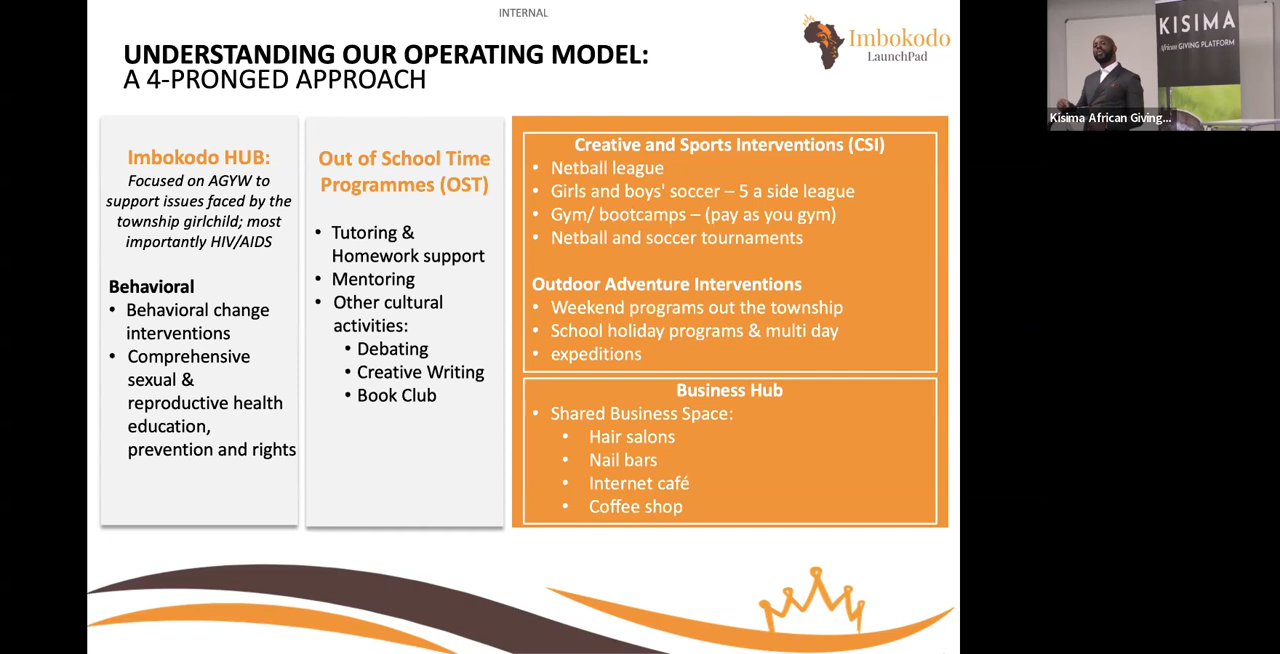 INTERNAL
UNDERSTANDING OUR OPERATING MODEL:
A 4-PRONGED APPROACH
Imbokodo
LaunchPad
Imbokodo HUB:
Focused on AGYW to
support issues faced by the
township girlchild; most
importantly HIV/AIDS
Behavioral
• Behavioral change
interventions
• Comprehensive
sexual &
reproductive health
education,
prevention and rights
Out of School Time
Programmes (OST)
• Tutoring &
Homework support
• Mentoring
• Other cultural
activities:
• Debating
• Creative Writing
• Book Club
Creative and Sports Interventions (CSI)
• Netball league
• Girls and boys' soccer – 5 a side league
• Gym/ bootcamps – (pay as you gym)
• Netball and soccer tournaments
Outdoor Adventure Interventions
• Weekend programs out the township
• School holiday programs & multi day
• expeditions
Business Hub
• Shared Business Space:
• Hair salons
• Nail bars
• Internet café
• Coffee shop
KISIMA
African GIVING PLATFORM
Kisima African Giving...